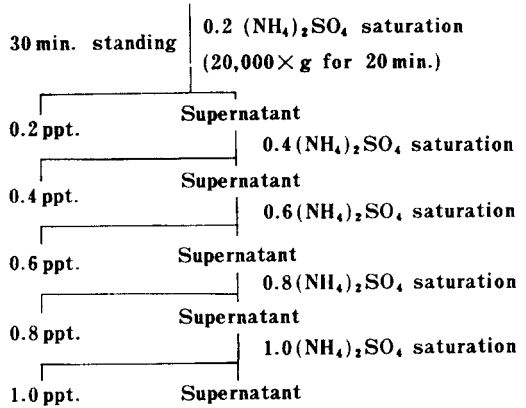 0.2 (NH₄)₂SO₄ saturation
30 min. standing
(20,000× g for 20 min.)
0.2 ppt. Supernatant
0.4 (NH₄)₂SO₄ saturation
0.4 ppt. Supernatant
0.6 (NH₄)₂SO₄ saturation
0.6 ppt. Supernatant
0.8 (NH₄)₂SO₄ saturation
0.8 ppt. Supernatant
1.0 (NH₄)₂SO₄ saturation
1.0 ppt. Supernatant